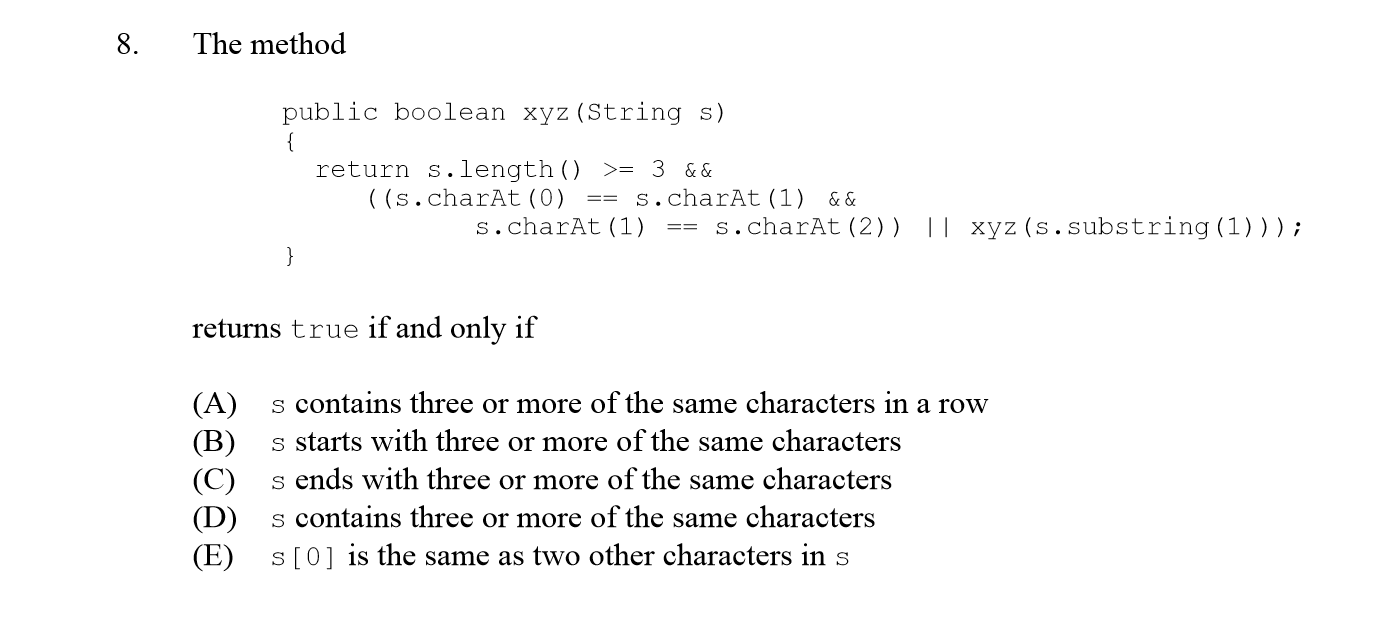 8. The method
public boolean xyz(String s)
{
return s.length() >= 3 &&
((s.charAt(0) == s.charAt(1) &&
s.charAt(1) == s.charAt(2)) || xyz(s.substring(1)));
}
returns true if and only if
(A) s contains three or more of the same characters in a row
(B) s starts with three or more of the same characters
(C) s ends with three or more of the same characters
(D) s contains three or more of the same characters
(E) s[0] is the same as two other characters in s